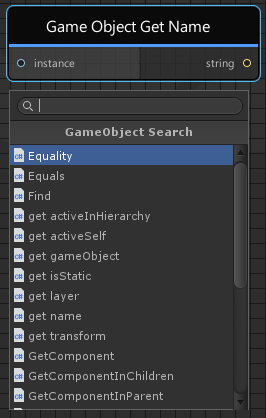 Game Object Get Name
instance string
GameObject Search
c# Equality
c# Equals
c# Find
c# get activeInHierarchy
c# get activeSelf
c# get gameObject
c# get isStatic
c# get layer
c# get name
c# get transform
c# GetComponent
c# GetComponentInChildren
c# GetComponentInParent